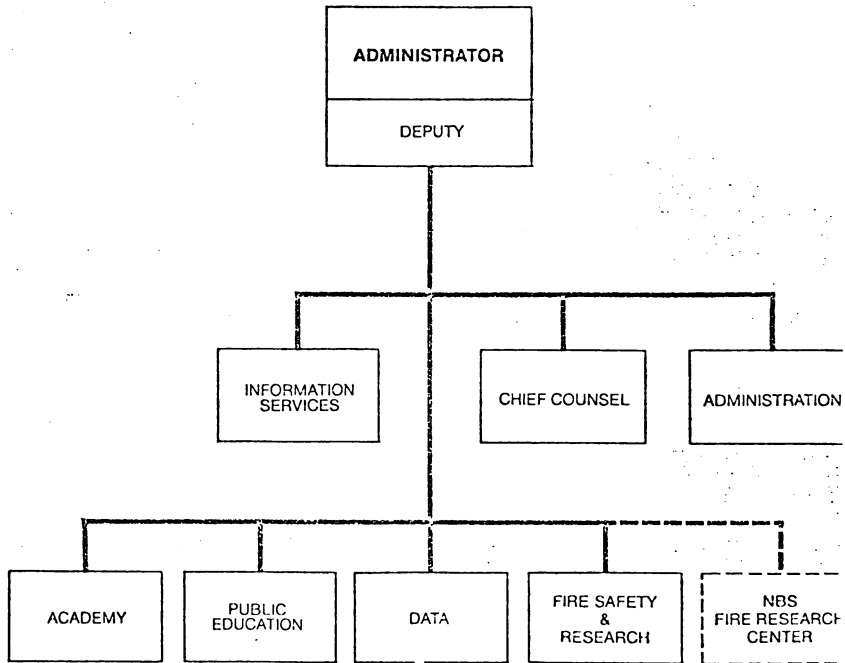 ADMINISTRATOR
DEPUTY
INFORMATION
SERVICES
CHIEF COUNSEL
ADMINISTRATION
ACADEMY
PUBLIC
EDUCATION
DATA
FIRE SAFETY
&
RESEARCH
NBS
FIRE RESEARCH
CENTER